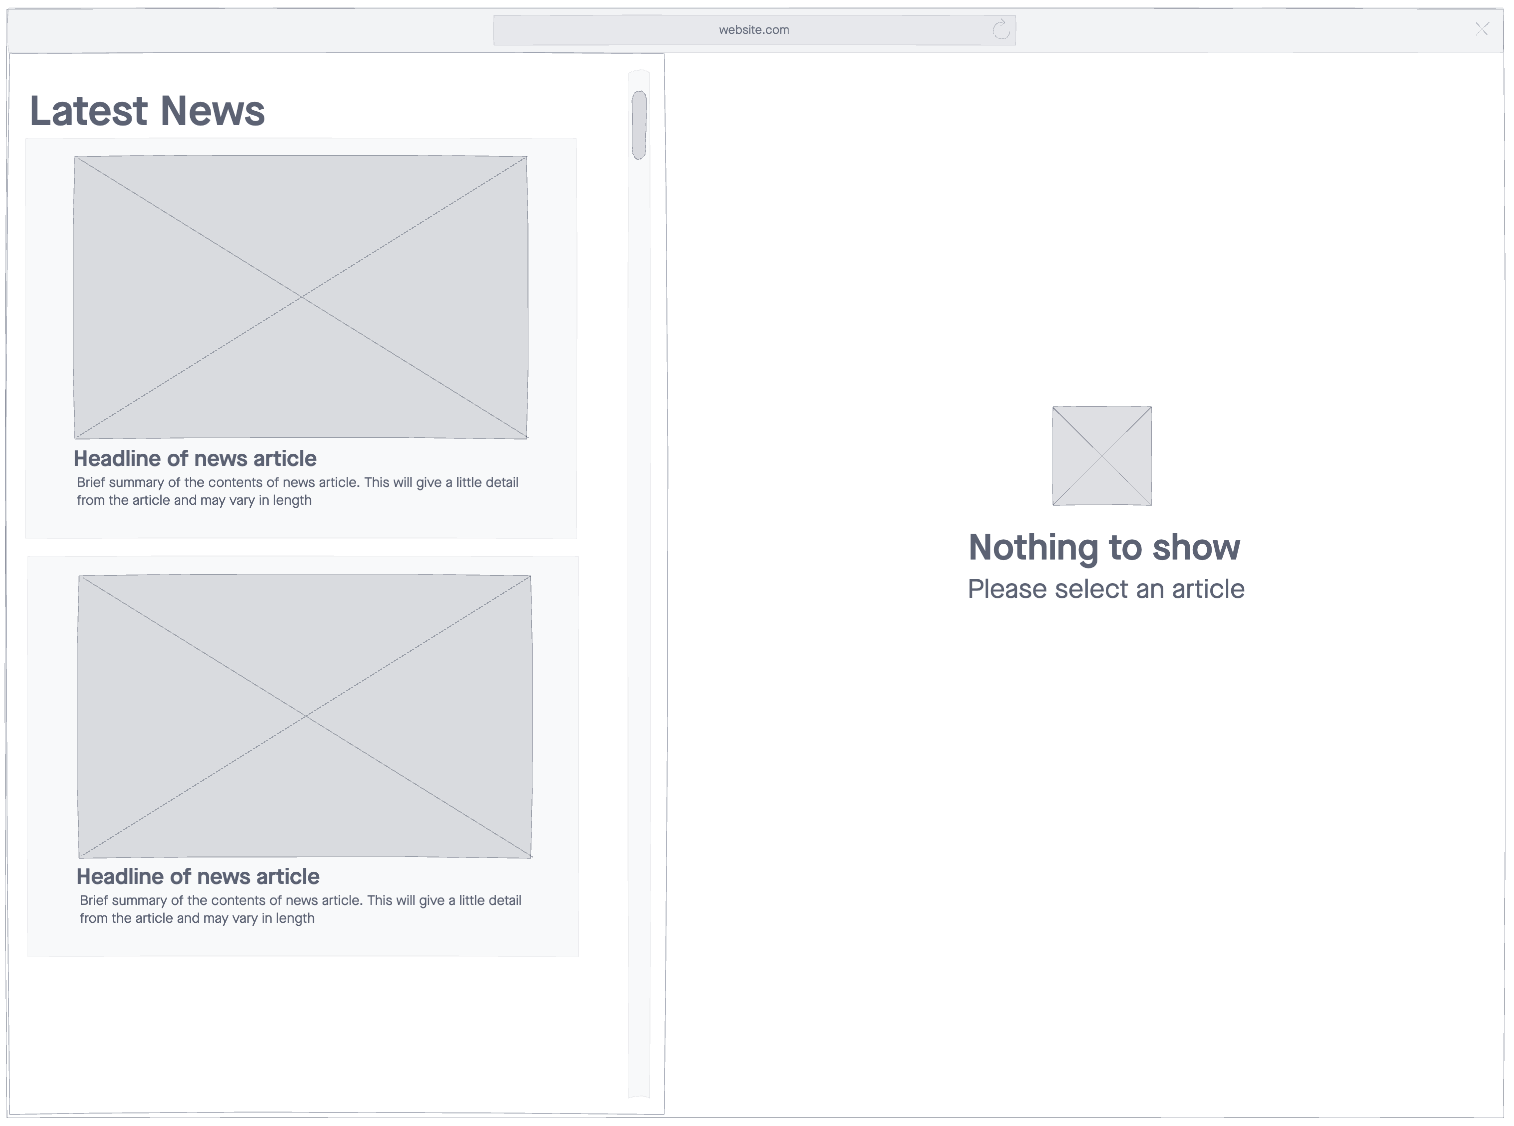 website.com
Latest News
Headline of news article
Brief summary of the contents of news article. This will give a little detail
from the article and may vary in length
Headline of news article
Brief summary of the contents of news article. This will give a little detail
from the article and may vary in length
Nothing to show
Please select an article